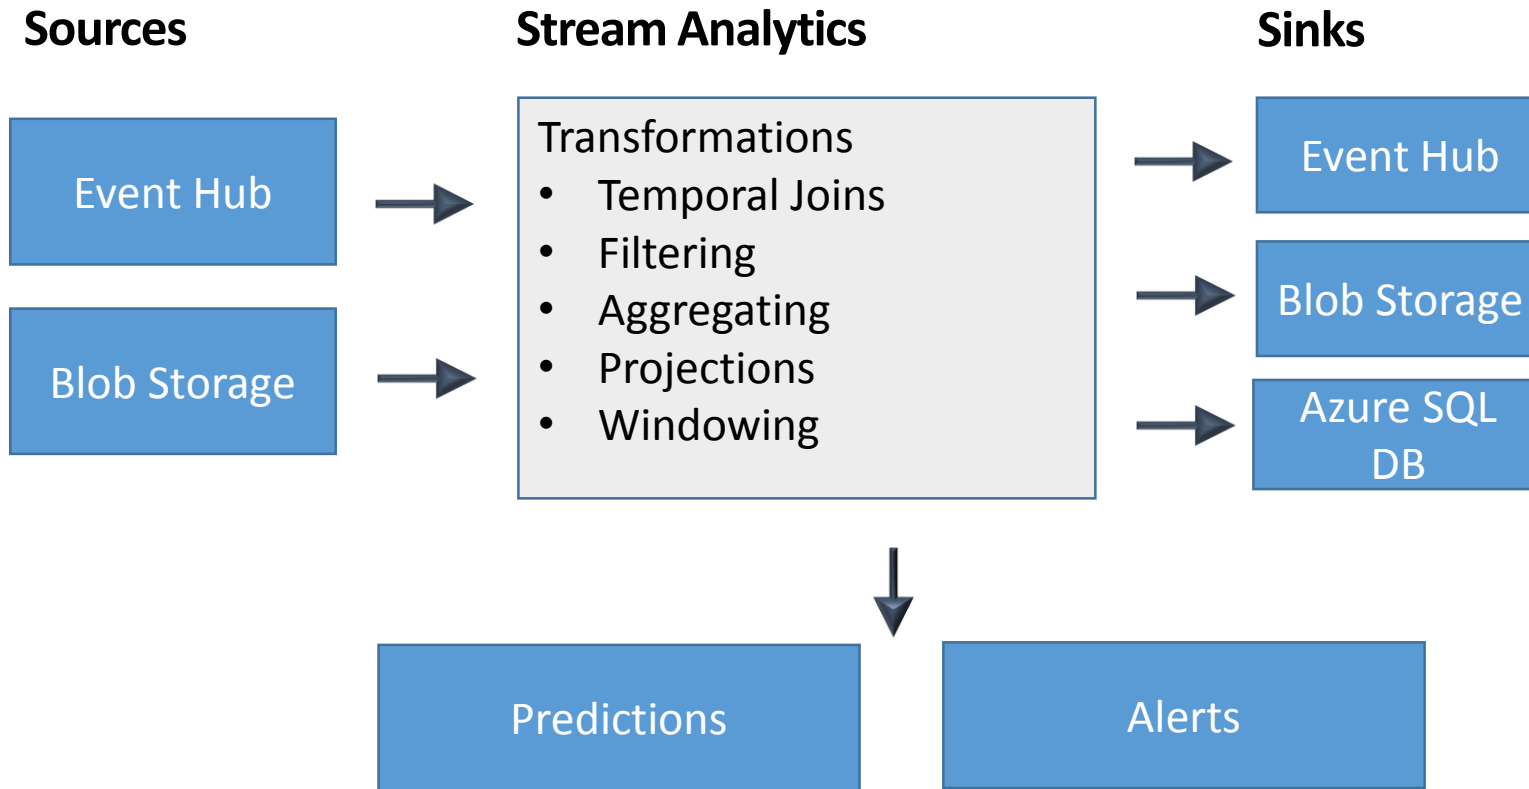 Sources
Stream Analytics
Sinks
Event Hub
Blob Storage
Transformations
• Temporal Joins
• Filtering
• Aggregating
• Projections
• Windowing
Event Hub
Blob Storage
Azure SQL
DB
Predictions
Alerts